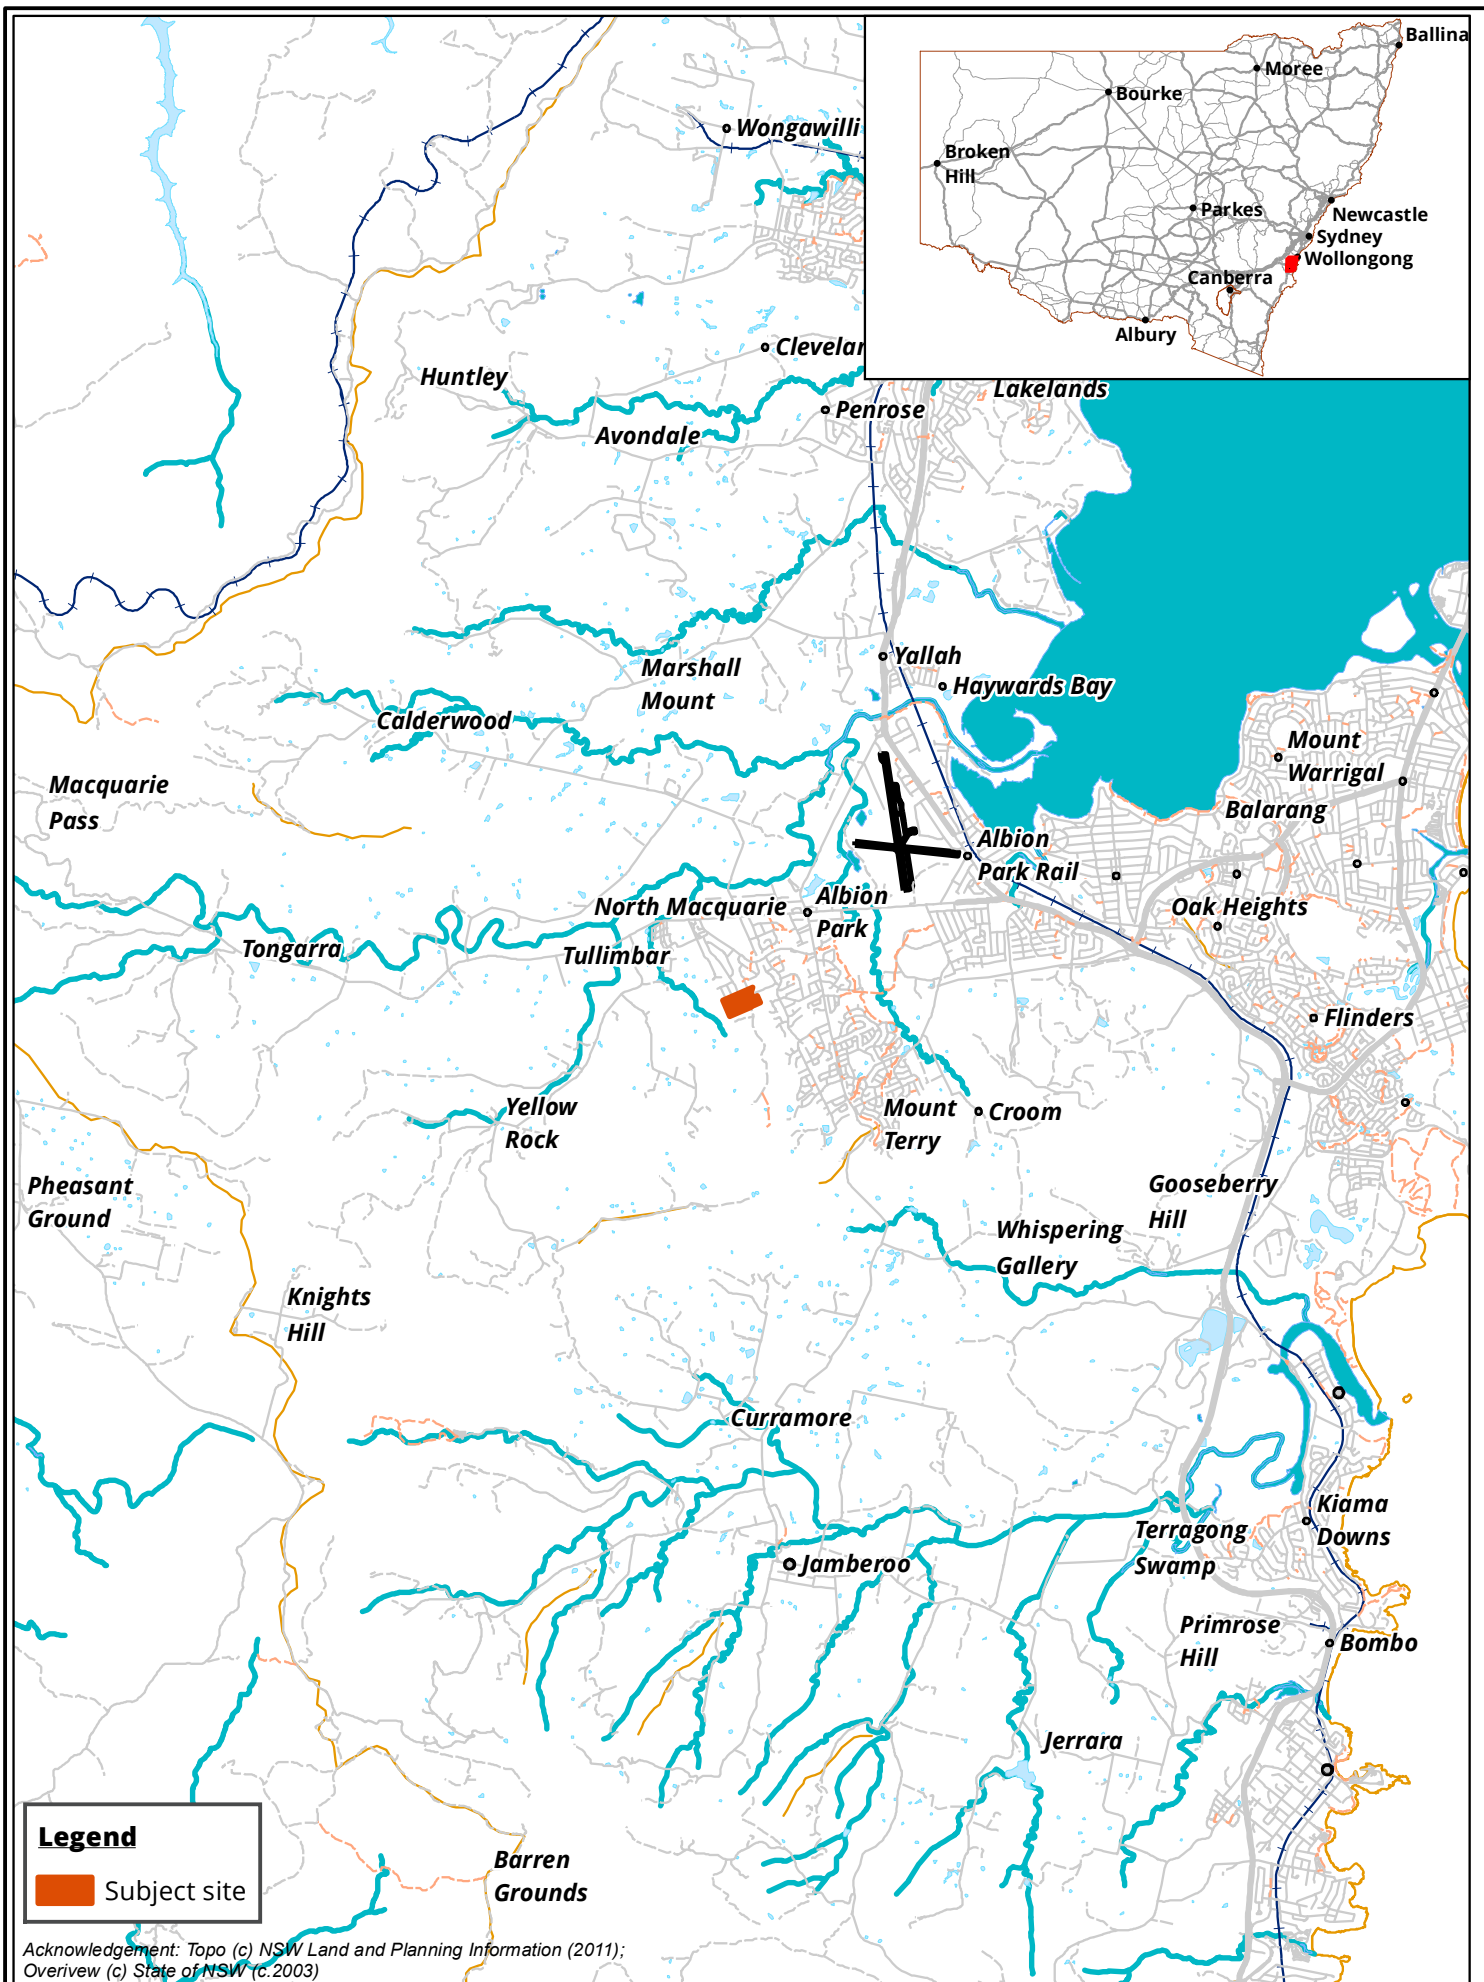 Ballina
Moree
Bourke
Broken
Hill
Parkes
Newcastle
Sydney
Wollongong
Canberra
Albury
Wongawilli
Clevelan
Huntley
Lakelands
Penrose
Avondale
Yallah
Marshall
Mount
Haywards Bay
Calderwood
Mount
Warrigal
Macquarie
Pass
Balarang
Albion
Park Rail
North Macquarie
Albion
Park
Oak Heights
Tongarra
Tullimbar
Flinders
Yellow
Rock
Mount
Terry
Croom
Pheasant
Ground
Gooseberry
Hill
Whispering
Gallery
Knights
Hill
Curramore
Kiama
Downs
Terragong
Swamp
Jamberoo
Primrose
Hill
Bombo
Jerrara
Barren
Grounds
Legend
Subject site
Acknowledgement: Topo (c) NSW Land and Planning Information (2011);
Overivew (c) State of NSW (c.2003)